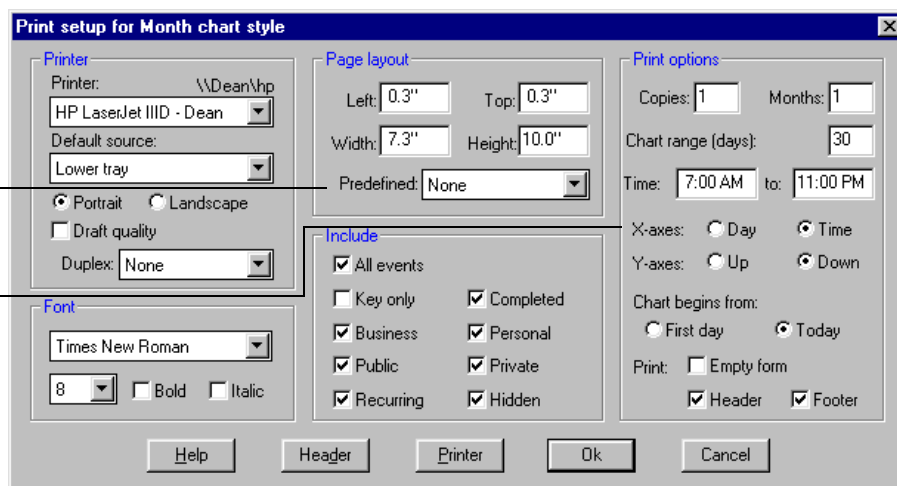 Print setup for Month chart style
Printer
Printer: \\Dean\hp
HP LaserJet IIID - Dean
Default source:
Lower tray
Portrait Landscape
Draft quality
Duplex: None
Font
Times New Roman
8 Bold Italic
Page layout
Left: 0.3" Top: 0.3"
Width: 7.3" Height: 10.0"
Predefined: None
Include
All events
Key only Completed
Business Personal
Public Private
Recurring Hidden
Print options
Copies: 1 Months: 1
Chart range (days): 30
Time: 7:00 AM to: 11:00 PM
X-axes: Day Time
Y-axes: Up Down
Chart begins from:
First day Today
Print: Empty form
Header Footer
Help Header Printer Ok Cancel